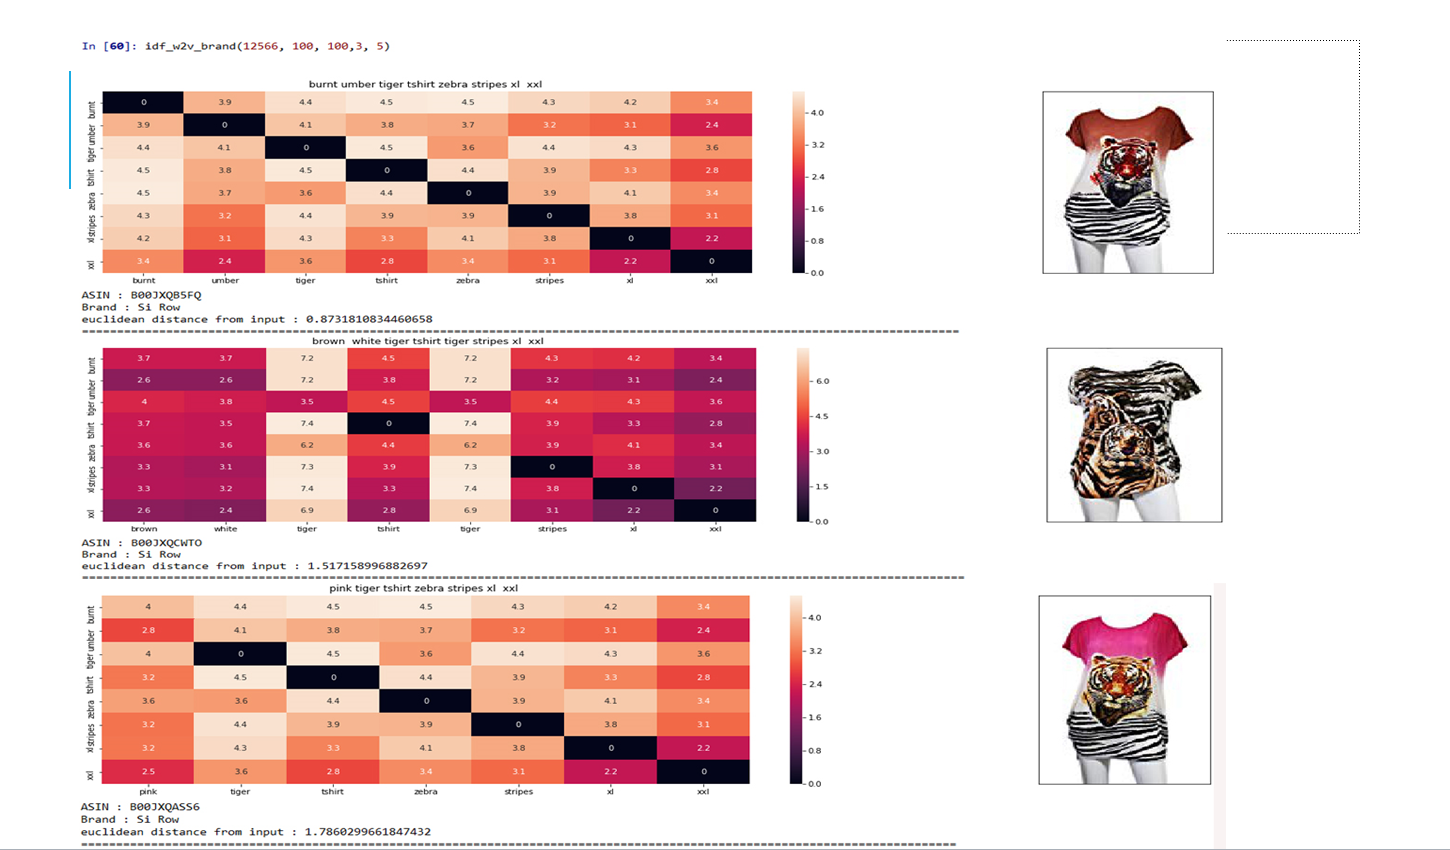 In [60]: idf_w2v_brand(12566, 100, 100,3, 5)
burnt umber tiger tshirt zebra stripes xl  xxl
burnt 0 3.9 4.4 4.5 4.5 4.3 4.2 3.4
umber 3.9 0 4.1 3.8 3.7 3.2 3.1 2.4
tiger 4.4 4.1 0 4.5 3.6 4.4 4.3 3.6
tshirt 4.5 3.8 4.5 0 4.4 3.9 3.3 2.8
zebra 4.5 3.7 3.6 4.4 0 3.9 4.1 3.4
stripes 4.3 3.2 4.4 3.9 3.9 0 3.8 3.1
xl 4.2 3.1 4.3 3.3 4.1 3.8 0 2.2
xxl 3.4 2.4 3.6 2.8 3.4 3.1 2.2 0
burnt umber tiger tshirt zebra stripes xl xxl
4.0
3.2
2.4
1.6
0.8
0.0
ASIN : B00JXQB5FQ
Brand : Si Row
euclidean distance from input : 0.8731810834460658
brown  white tiger tshirt tiger stripes xl  xxl
burnt 3.7 3.7 7.2 4.5 7.2 4.3 4.2 3.4
umber 2.6 2.6 7.2 3.8 7.2 3.2 3.1 2.4
tiger 4 3.8 3.5 4.5 3.5 4.4 4.3 3.6
tshirt 3.7 3.5 7.4 0 7.4 3.9 3.3 2.8
zebra 3.6 3.6 6.2 4.4 6.2 3.9 4.1 3.4
stripes 3.3 3.1 7.3 3.9 7.3 0 3.8 3.1
xl 3.3 3.2 7.4 3.3 7.4 3.8 0 2.2
xxl 2.6 2.4 6.9 2.8 6.9 3.1 2.2 0
brown white tiger tshirt tiger stripes xl xxl
6.0
4.5
3.0
1.5
0.0
ASIN : B00JXQCWTO
Brand : Si Row
euclidean distance from input : 1.517158996882697
pink tiger tshirt zebra stripes xl  xxl
burnt 4 4.4 4.5 4.5 4.3 4.2 3.4
umber 2.8 4.1 3.8 3.7 3.2 3.1 2.4
tiger 4 0 4.5 3.6 4.4 4.3 3.6
tshirt 3.2 4.5 0 4.4 3.9 3.3 2.8
zebra 3.6 3.6 4.4 0 3.9 4.1 3.4
stripes 3.2 4.4 3.9 3.9 0 3.8 3.1
xl 3.2 4.3 3.3 4.1 3.8 0 2.2
xxl 2.5 3.6 2.8 3.4 3.1 2.2 0
pink tiger tshirt zebra stripes xl xxl
4.0
3.2
2.4
1.6
0.8
0.0
ASIN : B00JXQASS6
Brand : Si Row
euclidean distance from input : 1.7860299661847432